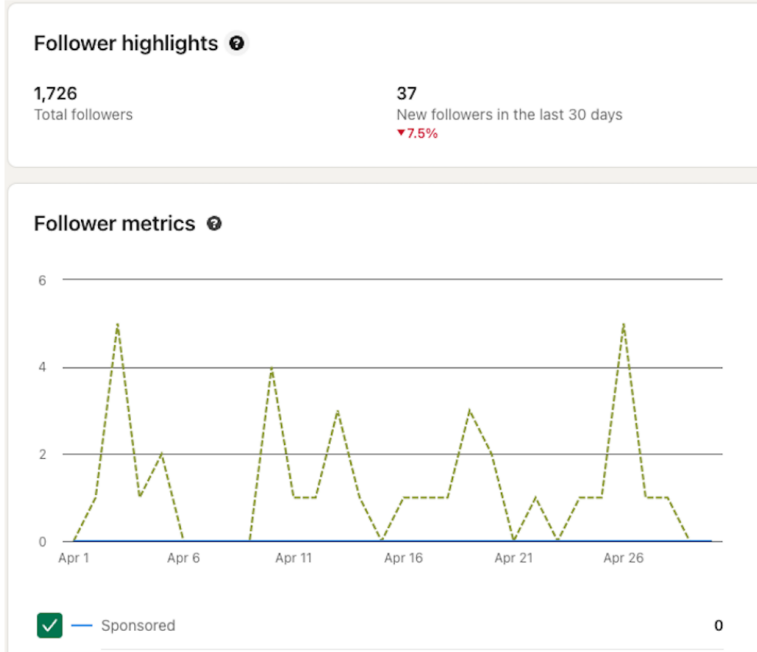 Follower highlights
1,726
Total followers
37
New followers in the last 30 days
▼7.5%
Follower metrics
6
4
2
0
Apr 1 Apr 6 Apr 11 Apr 16 Apr 21 Apr 26
Sponsored 0